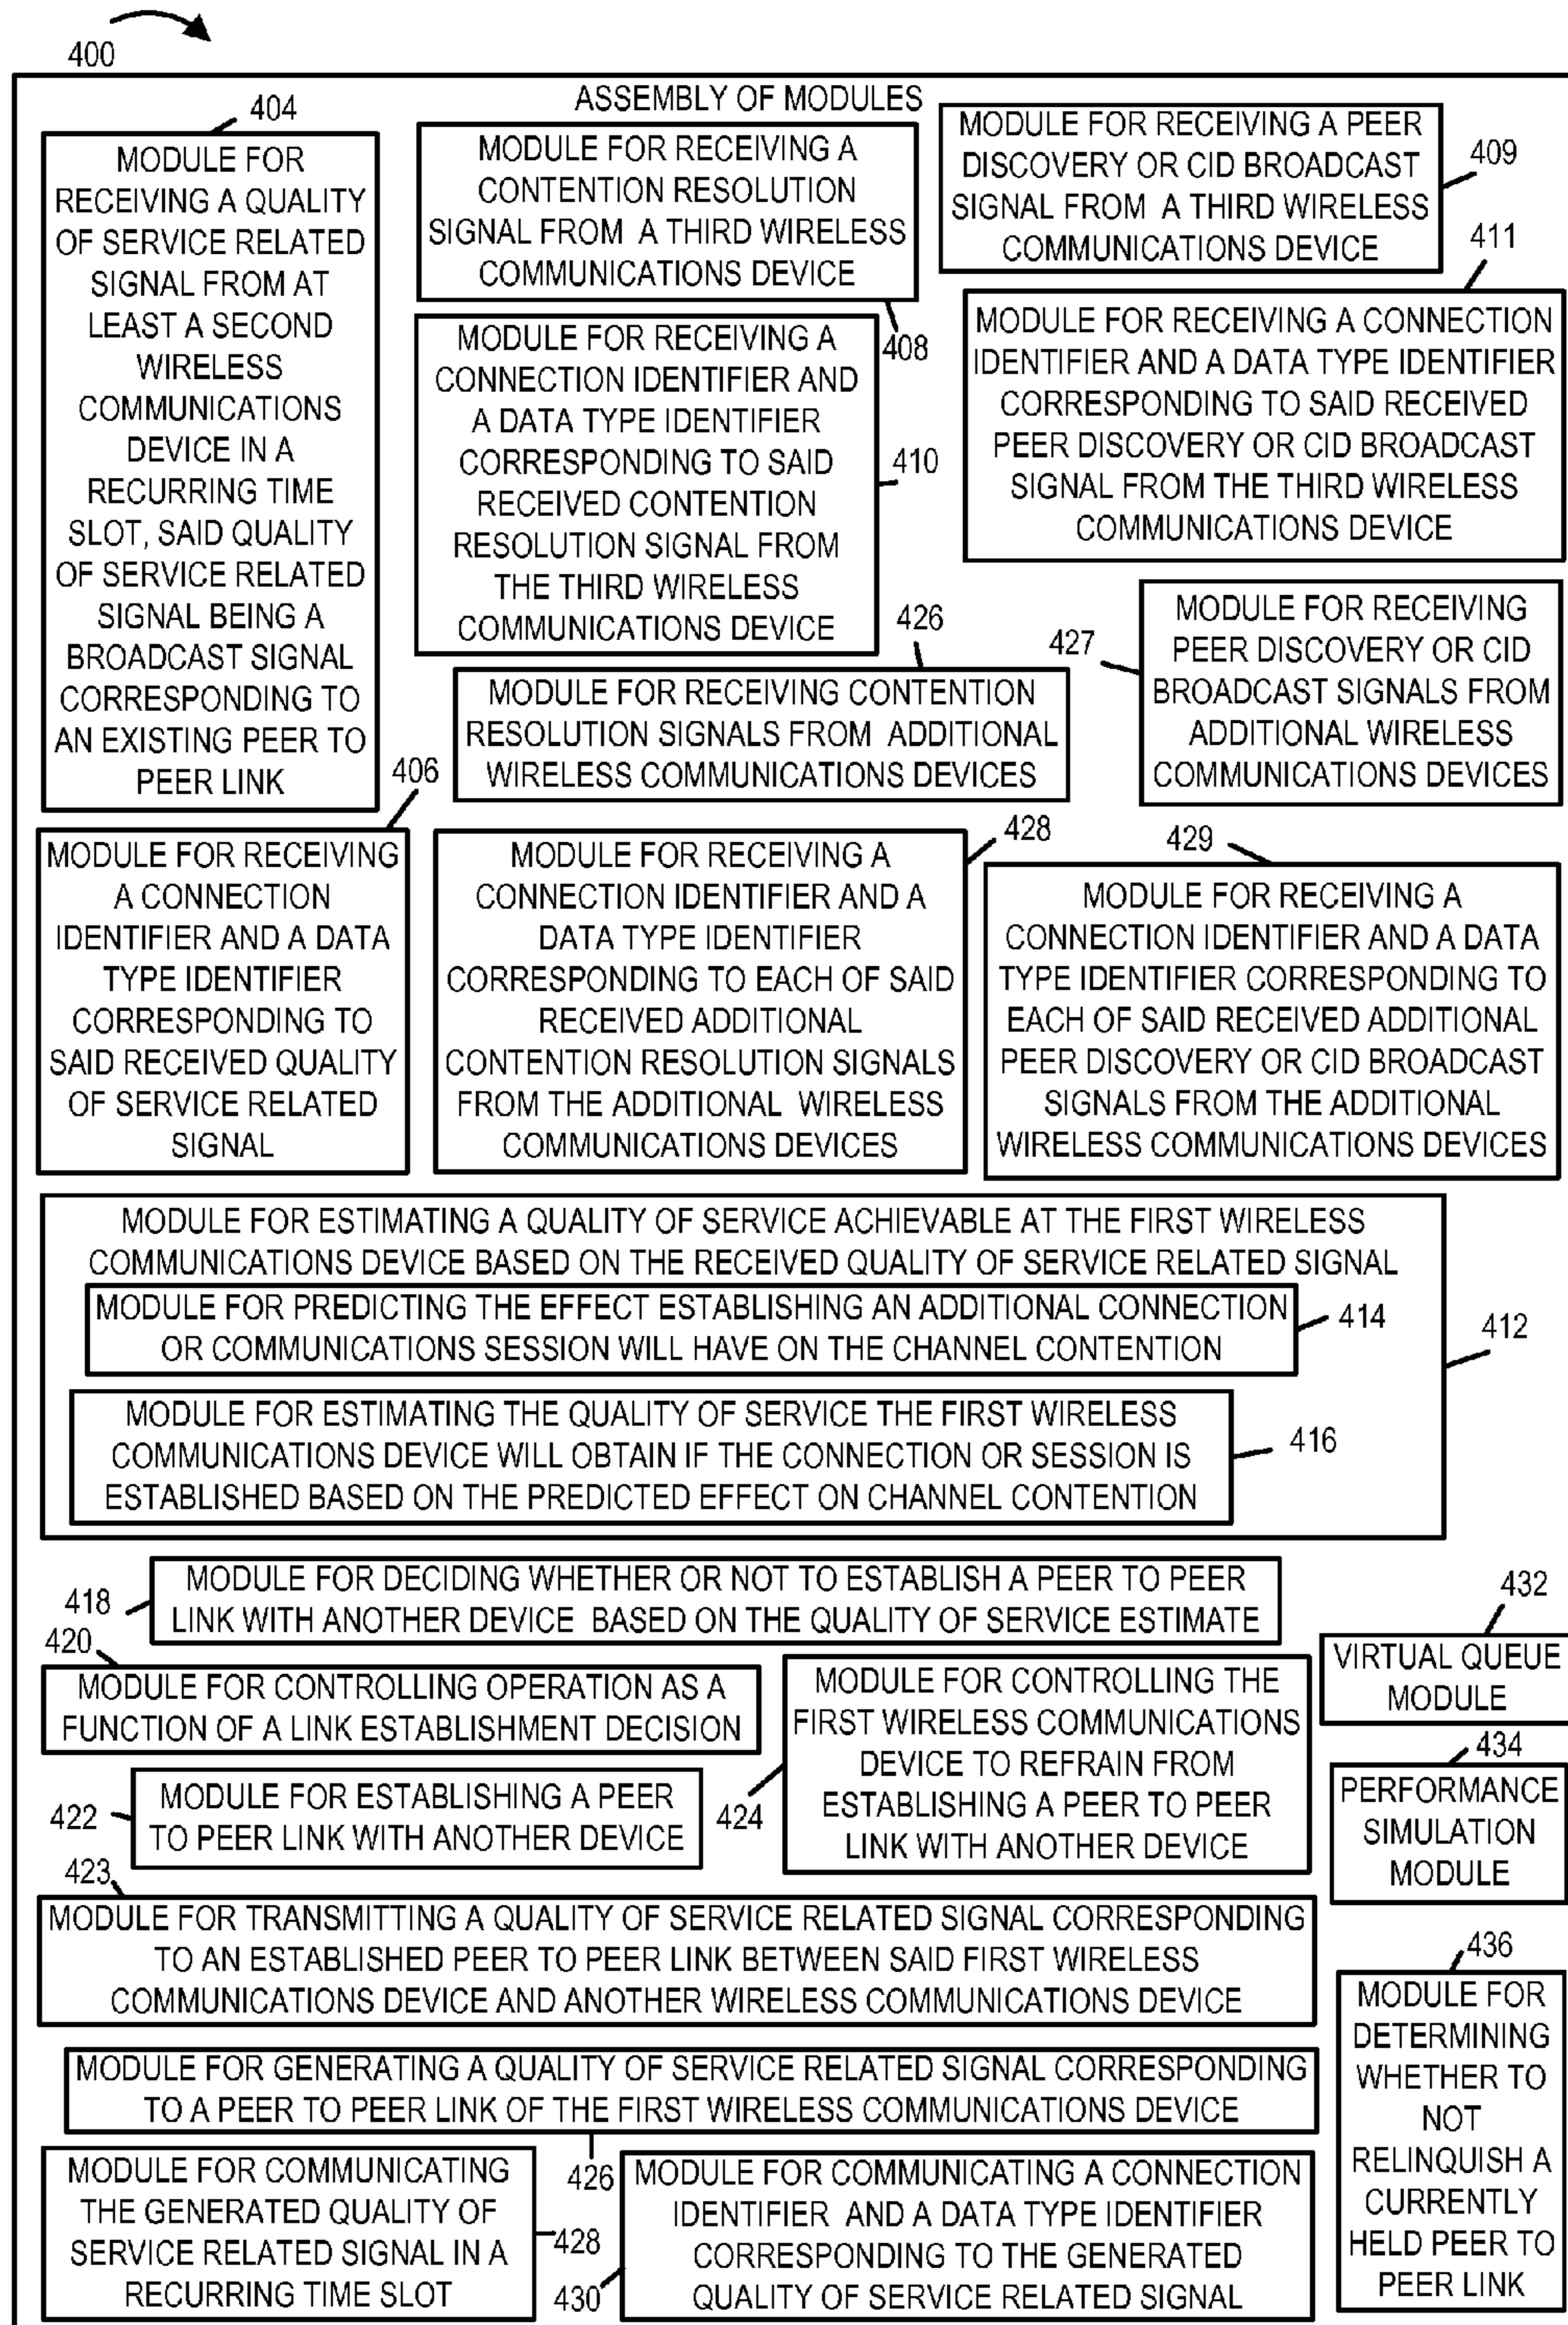 400
ASSEMBLY OF MODULES
404
MODULE FOR
RECEIVING A QUALITY
OF SERVICE RELATED
SIGNAL FROM AT
LEAST A SECOND
WIRELESS
COMMUNICATIONS
DEVICE IN A
RECURRING TIME
SLOT, SAID QUALITY
OF SERVICE RELATED
SIGNAL BEING A
BROADCAST SIGNAL
CORRESPONDING TO
AN EXISTING PEER TO
PEER LINK
MODULE FOR RECEIVING A
CONTENTION RESOLUTION
SIGNAL FROM A THIRD WIRELESS
COMMUNICATIONS DEVICE
408
MODULE FOR RECEIVING A PEER
DISCOVERY OR CID BROADCAST
SIGNAL FROM A THIRD WIRELESS
COMMUNICATIONS DEVICE
409
MODULE FOR RECEIVING A
CONNECTION IDENTIFIER AND
A DATA TYPE IDENTIFIER
CORRESPONDING TO SAID
RECEIVED CONTENTION
RESOLUTION SIGNAL FROM
THE THIRD WIRELESS
COMMUNICATIONS DEVICE
410
411
MODULE FOR RECEIVING A CONNECTION
IDENTIFIER AND A DATA TYPE IDENTIFIER
CORRESPONDING TO SAID RECEIVED
PEER DISCOVERY OR CID BROADCAST
SIGNAL FROM THE THIRD WIRELESS
COMMUNICATIONS DEVICE
426
MODULE FOR RECEIVING CONTENTION
RESOLUTION SIGNALS FROM ADDITIONAL
WIRELESS COMMUNICATIONS DEVICES
427
MODULE FOR RECEIVING
PEER DISCOVERY OR CID
BROADCAST SIGNALS FROM
ADDITIONAL WIRELESS
COMMUNICATIONS DEVICES
406
MODULE FOR RECEIVING
A CONNECTION
IDENTIFIER AND A DATA
TYPE IDENTIFIER
CORRESPONDING TO
SAID RECEIVED QUALITY
OF SERVICE RELATED
SIGNAL
428
MODULE FOR RECEIVING A
CONNECTION IDENTIFIER AND A
DATA TYPE IDENTIFIER
CORRESPONDING TO EACH OF SAID
RECEIVED ADDITIONAL
CONTENTION RESOLUTION SIGNALS
FROM THE ADDITIONAL WIRELESS
COMMUNICATIONS DEVICES
429
MODULE FOR RECEIVING A
CONNECTION IDENTIFIER AND A DATA
TYPE IDENTIFIER CORRESPONDING TO
EACH OF SAID RECEIVED ADDITIONAL
PEER DISCOVERY OR CID BROADCAST
SIGNALS FROM THE ADDITIONAL
WIRELESS COMMUNICATIONS DEVICES
MODULE FOR ESTIMATING A QUALITY OF SERVICE ACHIEVABLE AT THE FIRST WIRELESS
COMMUNICATIONS DEVICE BASED ON THE RECEIVED QUALITY OF SERVICE RELATED SIGNAL
MODULE FOR PREDICTING THE EFFECT ESTABLISHING AN ADDITIONAL CONNECTION
OR COMMUNICATIONS SESSION WILL HAVE ON THE CHANNEL CONTENTION
414
412
MODULE FOR ESTIMATING THE QUALITY OF SERVICE THE FIRST WIRELESS
COMMUNICATIONS DEVICE WILL OBTAIN IF THE CONNECTION OR SESSION IS
ESTABLISHED BASED ON THE PREDICTED EFFECT ON CHANNEL CONTENTION
416
418
MODULE FOR DECIDING WHETHER OR NOT TO ESTABLISH A PEER TO PEER
LINK WITH ANOTHER DEVICE BASED ON THE QUALITY OF SERVICE ESTIMATE
432
VIRTUAL QUEUE
MODULE
420
MODULE FOR CONTROLLING OPERATION AS A
FUNCTION OF A LINK ESTABLISHMENT DECISION
MODULE FOR CONTROLLING THE
FIRST WIRELESS COMMUNICATIONS
DEVICE TO REFRAIN FROM
ESTABLISHING A PEER TO PEER
LINK WITH ANOTHER DEVICE
424
434
PERFORMANCE
SIMULATION
MODULE
422
MODULE FOR ESTABLISHING A PEER
TO PEER LINK WITH ANOTHER DEVICE
423
MODULE FOR TRANSMITTING A QUALITY OF SERVICE RELATED SIGNAL CORRESPONDING
TO AN ESTABLISHED PEER TO PEER LINK BETWEEN SAID FIRST WIRELESS
COMMUNICATIONS DEVICE AND ANOTHER WIRELESS COMMUNICATIONS DEVICE
436
MODULE FOR
DETERMINING
WHETHER TO
NOT
RELINQUISH A
CURRENTLY
HELD PEER TO
PEER LINK
MODULE FOR GENERATING A QUALITY OF SERVICE RELATED SIGNAL CORRESPONDING
TO A PEER TO PEER LINK OF THE FIRST WIRELESS COMMUNICATIONS DEVICE
426
MODULE FOR COMMUNICATING
THE GENERATED QUALITY OF
SERVICE RELATED SIGNAL IN A
RECURRING TIME SLOT
428
430
MODULE FOR COMMUNICATING A CONNECTION
IDENTIFIER AND A DATA TYPE IDENTIFIER
CORRESPONDING TO THE GENERATED
QUALITY OF SERVICE RELATED SIGNAL